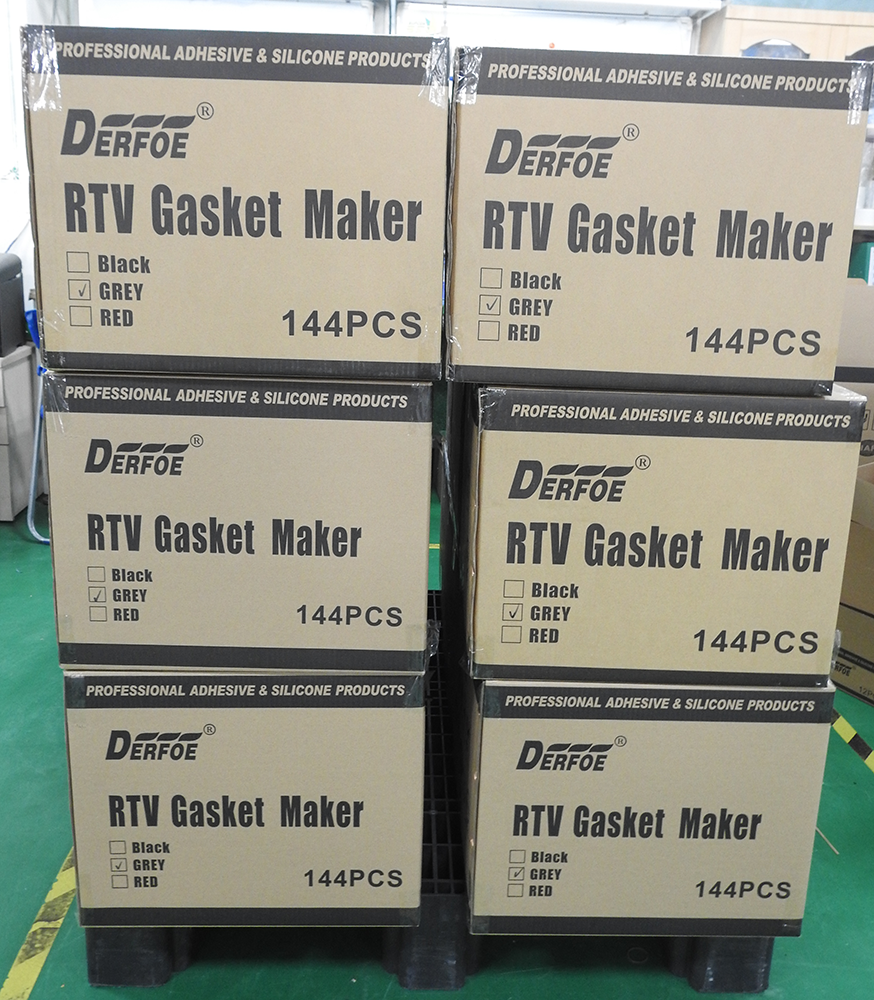 PROFESSIONAL ADHESIVE & SILICONE PRODUCTS
DERFOE®
RTV Gasket Maker
Black
✓ GREY
RED
144PCS
PROFESSIONAL ADHESIVE & SILICONE PRODUCTS
DERFOE®
RTV Gasket Maker
Black
✓ GREY
RED
144PCS
PROFESSIONAL ADHESIVE & SILICONE PRODUCTS
DERFOE®
RTV Gasket Maker
Black
✓ GREY
RED
144PCS
PROFESSIONAL ADHESIVE & SILICONE PRODUCTS
DERFOE®
RTV Gasket Maker
Black
✓ GREY
RED
144PCS
PROFESSIONAL ADHESIVE & SILICONE PRODUCTS
DERFOE®
RTV Gasket Maker
Black
✓ GREY
RED
144PCS
PROFESSIONAL ADHESIVE & SILICONE PRODUCTS
DERFOE®
RTV Gasket Maker
Black
✓ GREY
RED
144PCS